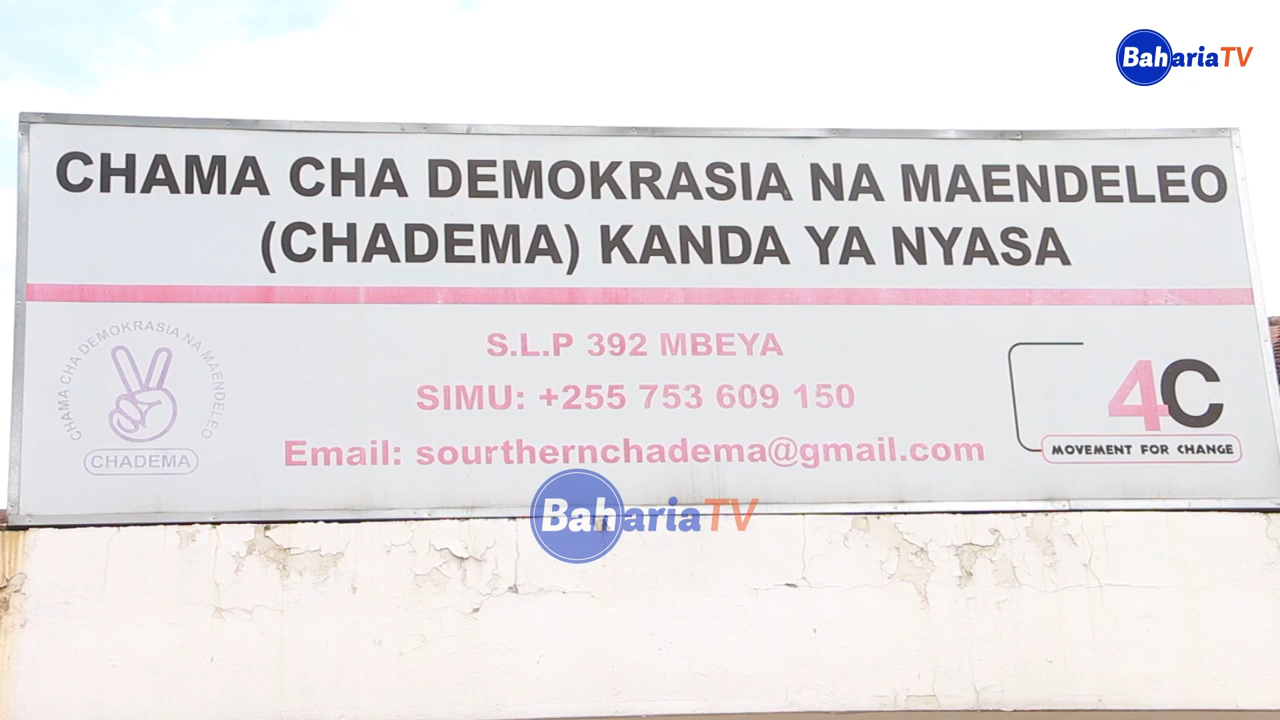 BahariaTV
CHAMA CHA DEMOKRASIA NA MAENDELEO
(CHADEMA) KANDA YA NYASA
CHAMA CHA DEMOKRASIA NA MAENDELEO
CHADEMA
S.L.P 392 MBEYA
SIMU: +255 753 609 150
Email: sourthernchadema@gmail.com
4C
MOVEMENT FOR CHANGE
BahariaTV